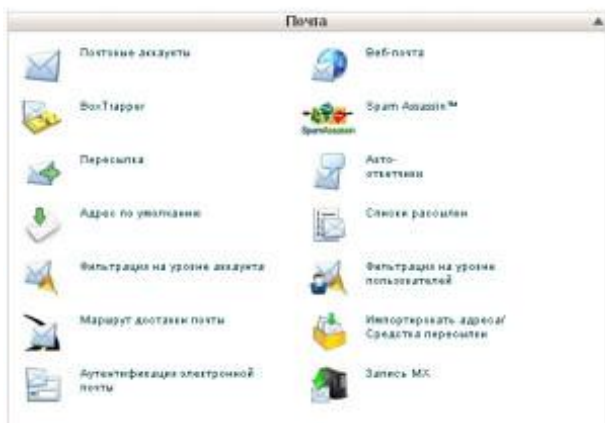 Почта
Почтовые аккаунты
Веб-почта
BoxTrapper
Spam Assassin™
SpamAssassin
Пересылка
Авто-
ответчики
Адрес по умолчанию
Списки рассылки
Фильтрация на уровне аккаунта
Фильтрация на уровне
пользователей
Маршрут доставки почты
Импортировать адреса/
Средства пересылки
Аутентификация электронной
почты
Запись MX